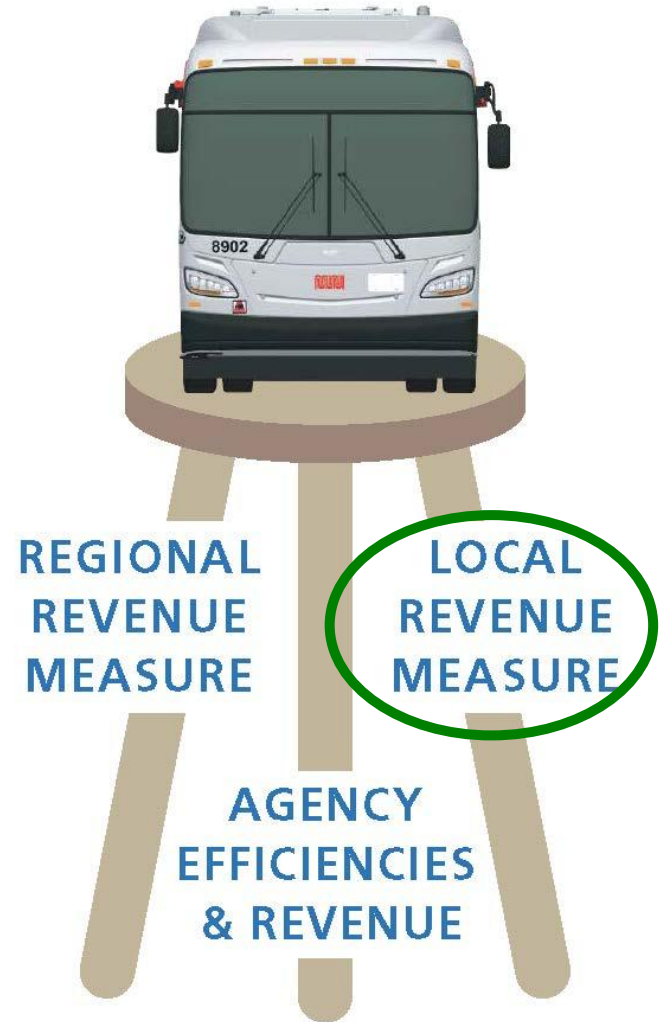 8902
REGIONAL
REVENUE
MEASURE
LOCAL
REVENUE
MEASURE
AGENCY
EFFICIENCIES
& REVENUE